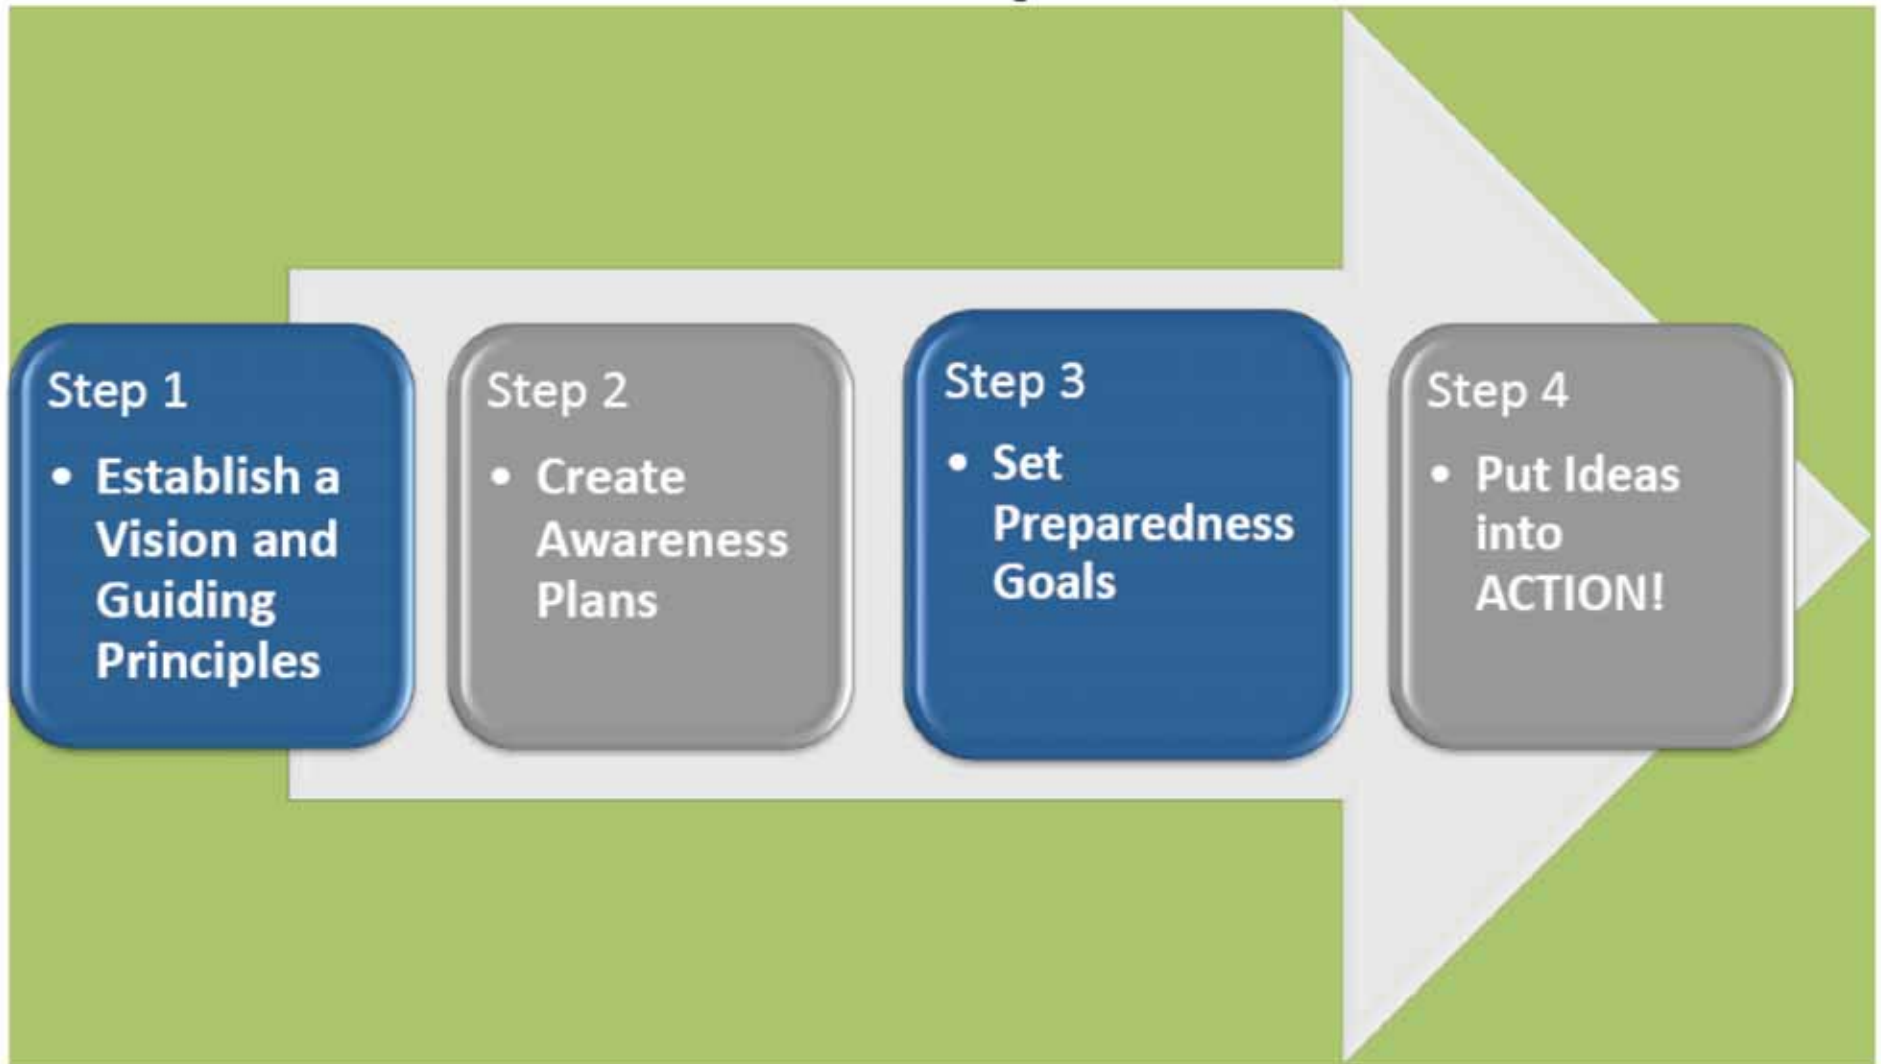 Step 1
• Establish a
Vision and
Guiding
Principles
Step 2
• Create
Awareness
Plans
Step 3
• Set
Preparedness
Goals
Step 4
• Put Ideas
into
ACTION!